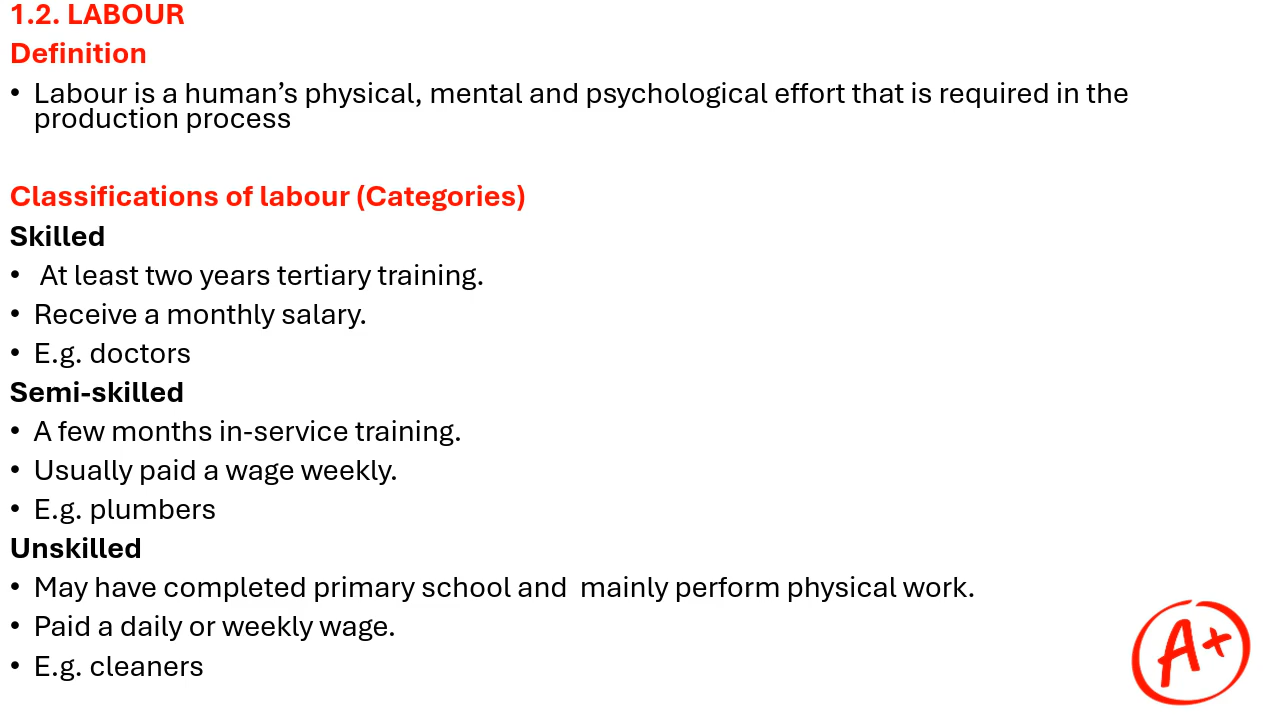 1.2. LABOUR
Definition
• Labour is a human’s physical, mental and psychological effort that is required in the
production process
Classifications of labour (Categories)
Skilled
• At least two years tertiary training.
• Receive a monthly salary.
• E.g. doctors
Semi-skilled
• A few months in-service training.
• Usually paid a wage weekly.
• E.g. plumbers
Unskilled
• May have completed primary school and  mainly perform physical work.
• Paid a daily or weekly wage.
• E.g. cleaners
A+